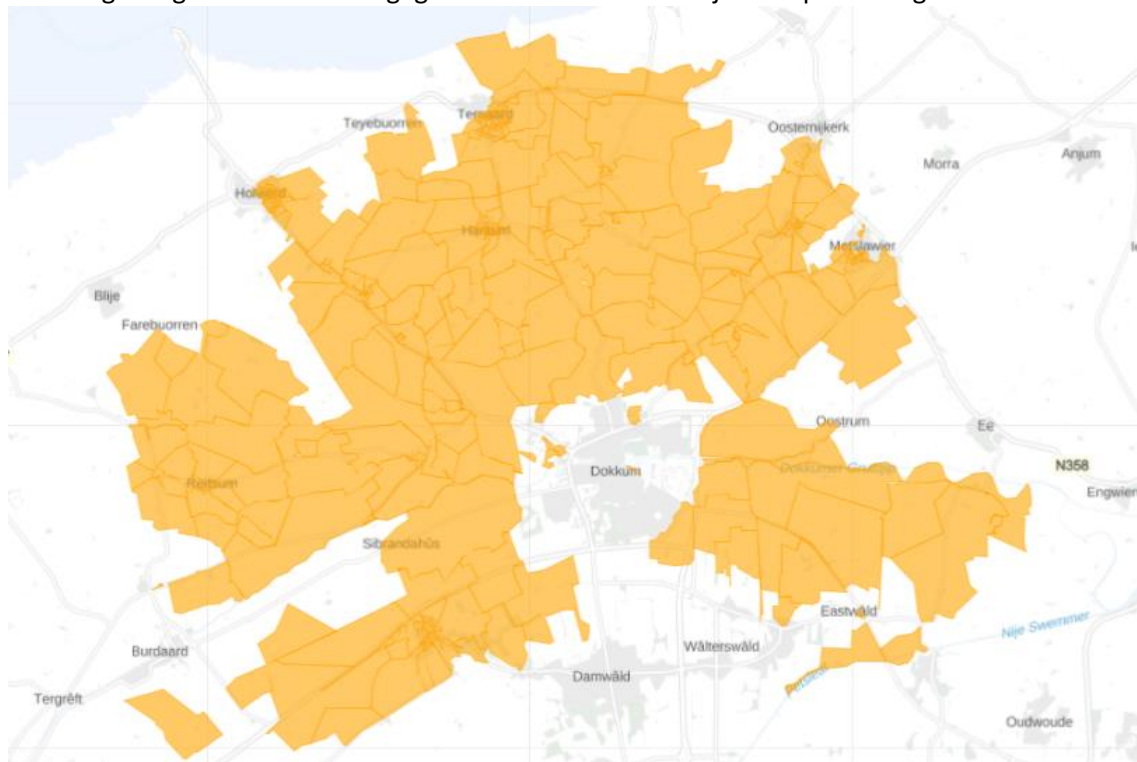 Ternaard
Teyebuorren
Oosternijkerk
Morra
Anjum
Holwerd
Hantum
Metslawier
Blije
Farebuorren
Oostrum
Ee
Dokkum
N358
Reitsum
Engwier
Sibrandahûs
Eastwâld
Nije Swemmer
Burdaard
Wâlterswâld
Damwâld
Petsleat
Tergrêft
Oudwoude